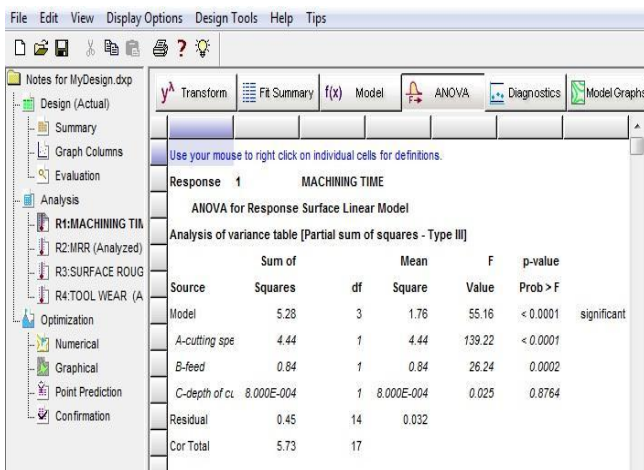 File Edit View Display Options Design Tools Help Tips
Notes for MyDesign.dxp
Design (Actual)
Summary
Graph Columns
Evaluation
Analysis
R1:MACHINING TIM
R2:MRR (Analyzed)
R3:SURFACE ROUG
R4:TOOL WEAR (A
Optimization
Numerical
Graphical
Point Prediction
Confirmation
yλ Transform Fit Summary f(x) Model F ANOVA Diagnostics Model Graphs
Use your mouse to right click on individual cells for definitions.
Response 1 MACHINING TIME
ANOVA for Response Surface Linear Model
Analysis of variance table [Partial sum of squares - Type III]
Sum of Mean F p-value
Source Squares df Square Value Prob > F
Model 5.28 3 1.76 55.16 < 0.0001 significant
A-cutting spe 4.44 1 4.44 139.22 < 0.0001
B-feed 0.84 1 0.84 26.24 0.0002
C-depth of cu 8.000E-004 1 8.000E-004 0.025 0.8764
Residual 0.45 14 0.032
Cor Total 5.73 17